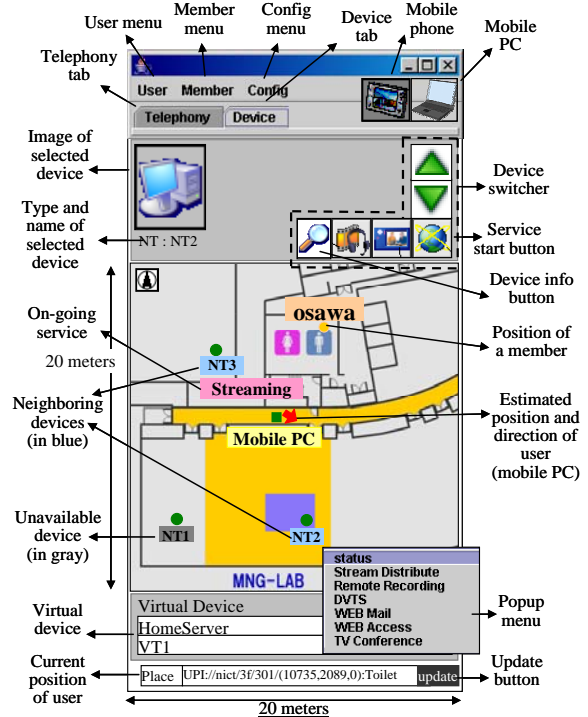 User menu
Member menu
Config menu
Device tab
Mobile phone
Mobile PC
Telephony tab
User Member Config
Telephony Device
Image of selected device
Device switcher
Type and name of selected device
NT : NT2
Service start button
Device info button
osawa
On-going service
Position of a member
20 meters
NT3
Streaming
Neighboring devices (in blue)
Mobile PC
Estimated position and direction of user (mobile PC)
Unavailable device (in gray)
NT1
NT2
MNG-LAB
status
Stream Distribute
Remote Recording
DVTS
WEB Mail
WEB Access
TV Conference
Popup menu
Virtual device
Virtual Device
HomeServer
VT1
Current position of user
Place UPI://nict/3f/301/(10735,2089,0):Toilet update
Update button
20 meters